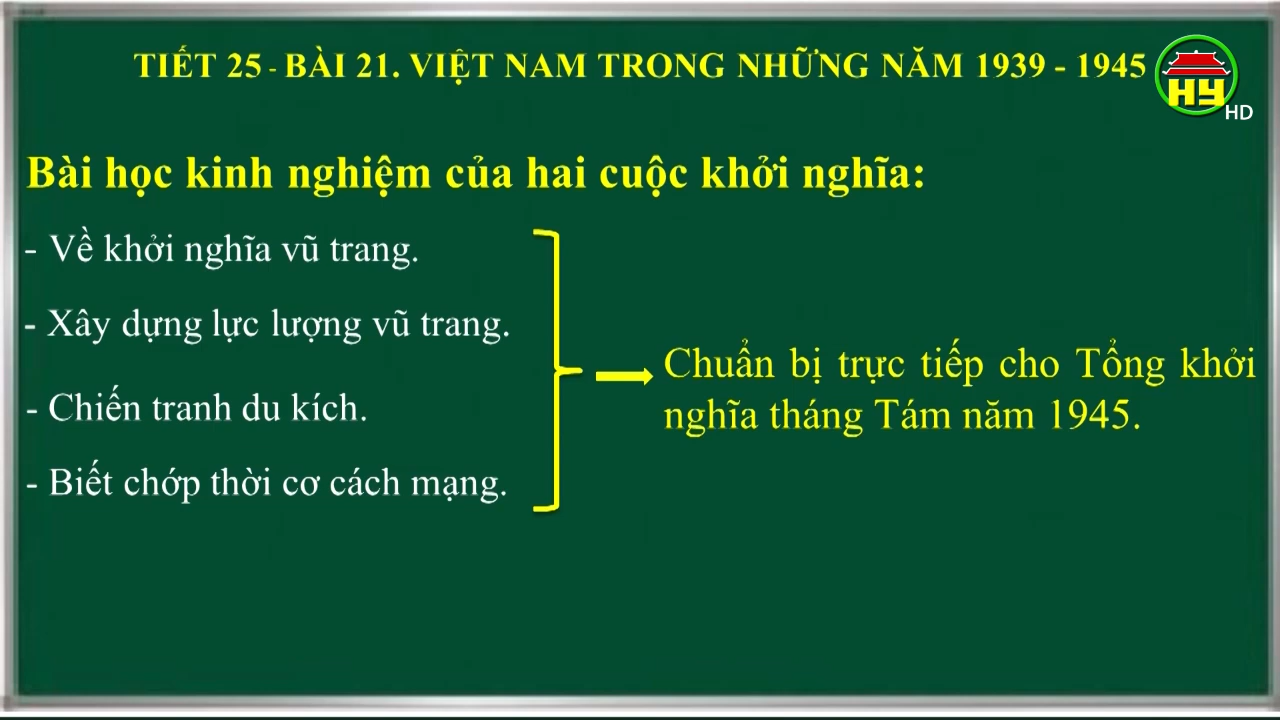 TIẾT 25 - BÀI 21. VIỆT NAM TRONG NHỮNG NĂM 1939 - 1945
HY
HD
Bài học kinh nghiệm của hai cuộc khởi nghĩa:
- Về khởi nghĩa vũ trang.
- Xây dựng lực lượng vũ trang.
- Chiến tranh du kích.
- Biết chớp thời cơ cách mạng.
Chuẩn bị trực tiếp cho Tổng khởi
nghĩa tháng Tám năm 1945.